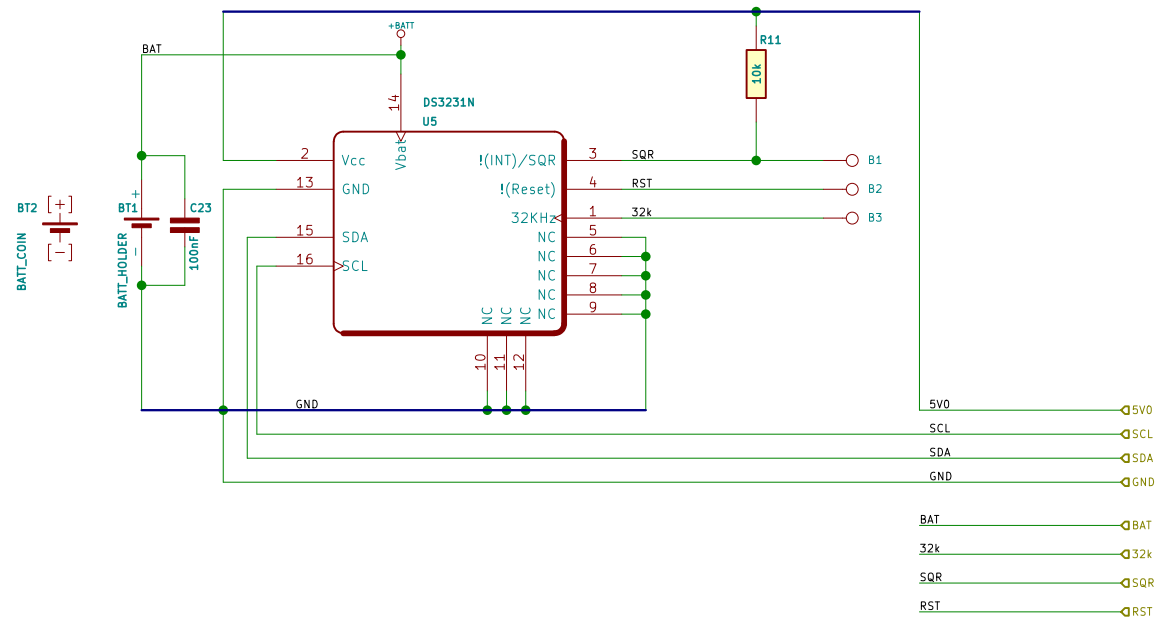 +BATT
BAT
R11
10k
14
DS3231N
U5
Vbat
2
Vcc
!(INT)/SQR
3
SQR
B1
13
GND
!(Reset)
4
RST
B2
32KHz
1
32k
B3
15
SDA
NC
5
NC
6
16
SCL
NC
7
NC
8
NC
9
NC
NC
NC
10
11
12
BT2
[+]
[-]
BATT_COIN
BT1
+
-
BATT_HOLDER
C23
100nF
GND
5V0
5V0
SCL
SCL
SDA
SDA
GND
GND
BAT
BAT
32k
32k
SQR
SQR
RST
RST